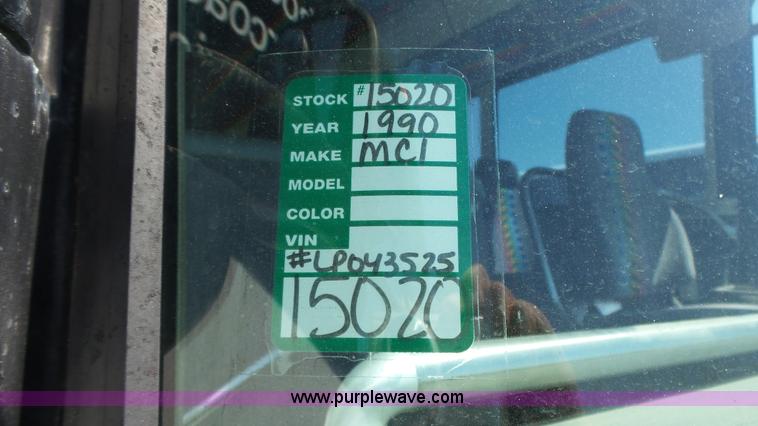 STOCK #15020
YEAR 1990
MAKE MCI
MODEL
COLOR
VIN
#LP043525
15020
www.purplewave.com